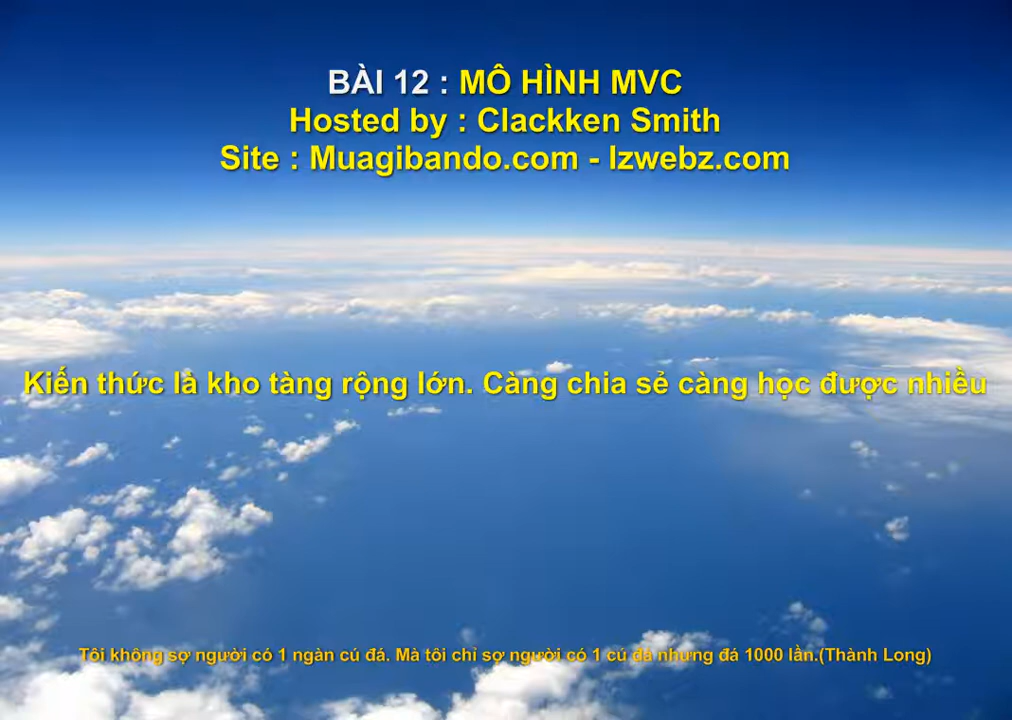 BÀI 12 : MÔ HÌNH MVC
Hosted by : Clackken Smith
Site : Muagibando.com - Izwebz.com
Kiến thức là kho tàng rộng lớn. Càng chia sẻ càng học được nhiều
Tôi không sợ người có 1 ngàn cú đá. Mà tôi chỉ sợ người có 1 cú đá nhưng đá 1000 lần.(Thành Long)